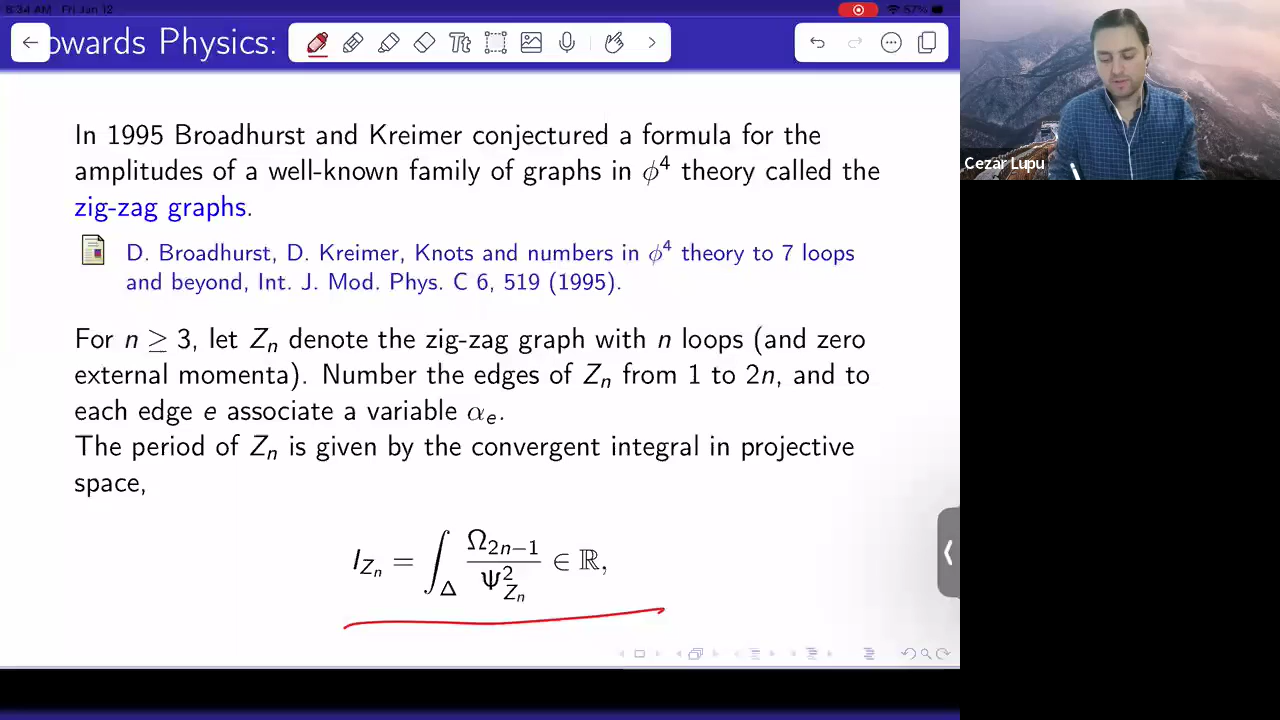 8:34 AM Fri Jun 12
57%
owards Physics:
Tt
In 1995 Broadhurst and Kreimer conjectured a formula for the
amplitudes of a well-known family of graphs in ϕ⁴ theory called the
zig-zag graphs.
D. Broadhurst, D. Kreimer, Knots and numbers in ϕ⁴ theory to 7 loops
and beyond, Int. J. Mod. Phys. C 6, 519 (1995).
For n ≥ 3, let Zₙ denote the zig-zag graph with n loops (and zero
external momenta). Number the edges of Zₙ from 1 to 2n, and to
each edge e associate a variable αₑ.
The period of Zₙ is given by the convergent integral in projective
space,
I_{Zₙ} = ∫_Δ Ω_{2n−1} / Ψ²_{Zₙ} ∈ ℝ,
Cezar Lupu